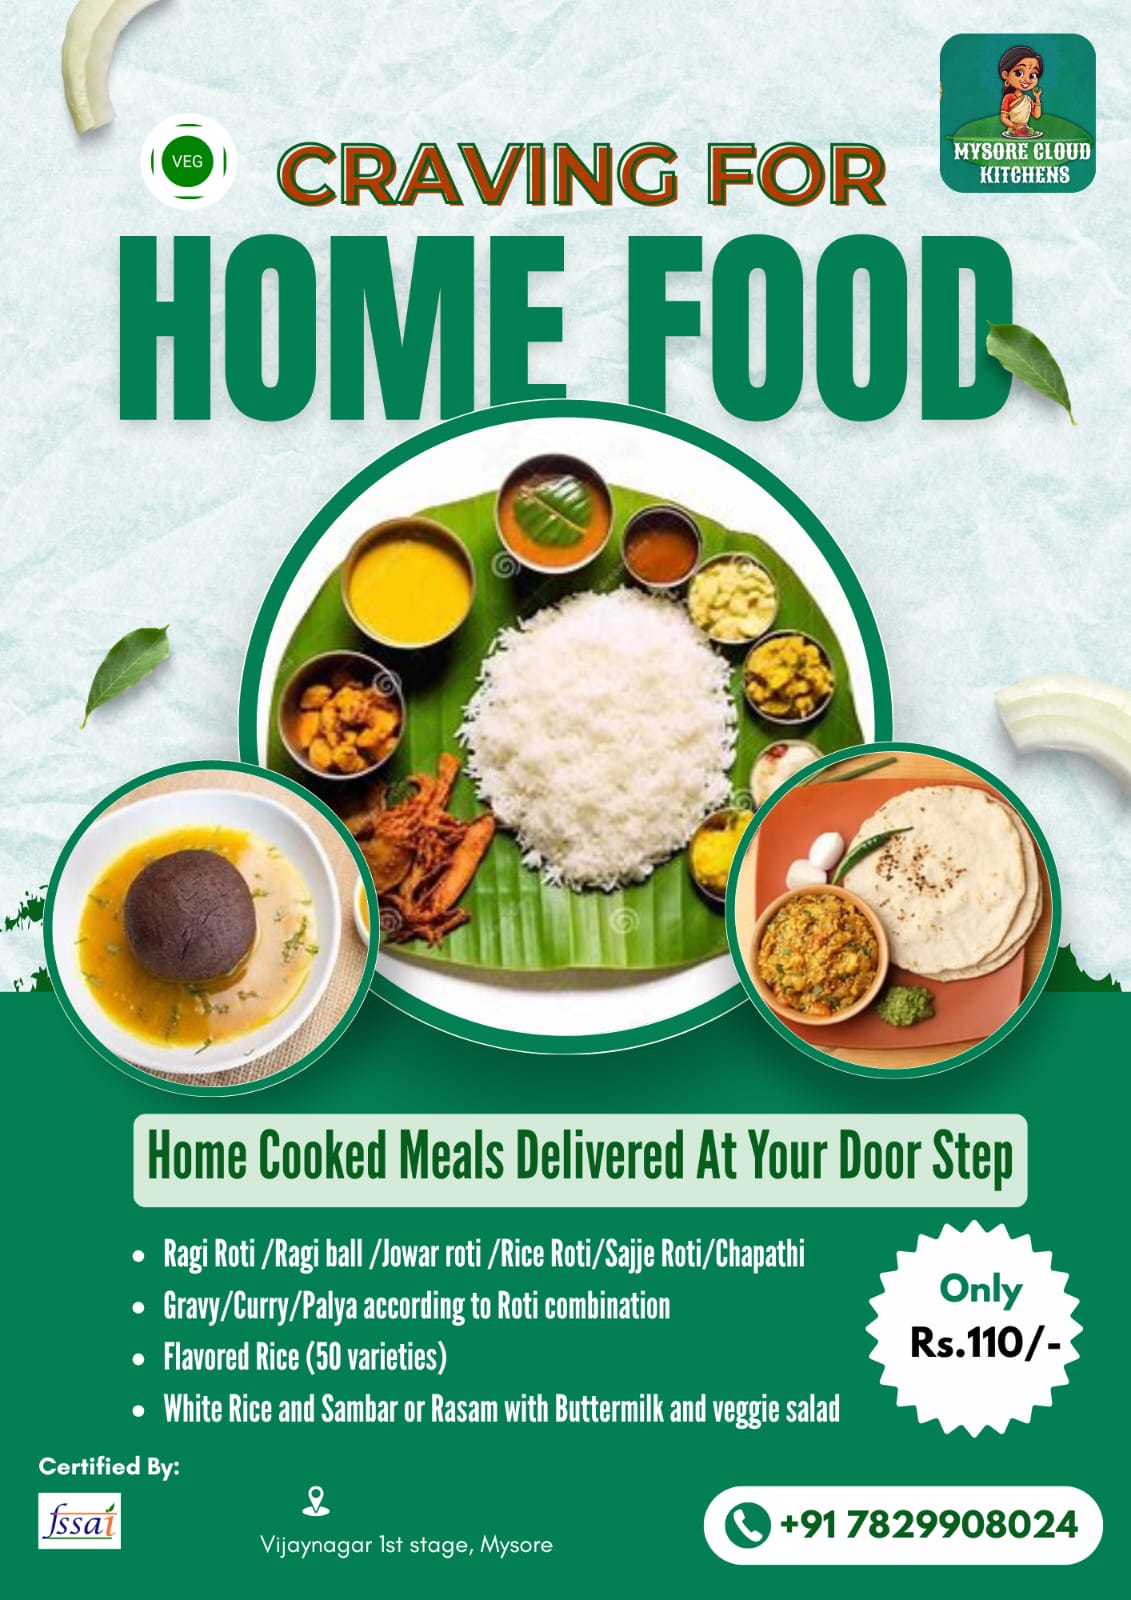 VEG
MYSORE CLOUD
KITCHENS
CRAVING FOR
HOME FOOD
Home Cooked Meals Delivered At Your Door Step
Ragi Roti /Ragi ball /Jowar roti /Rice Roti/Sajje Roti/Chapathi
Gravy/Curry/Palya according to Roti combination
Flavored Rice (50 varieties)
White Rice and Sambar or Rasam with Buttermilk and veggie salad
Only
Rs.110/-
Certified By:
fssai
Vijaynagar 1st stage, Mysore
+91 7829908024